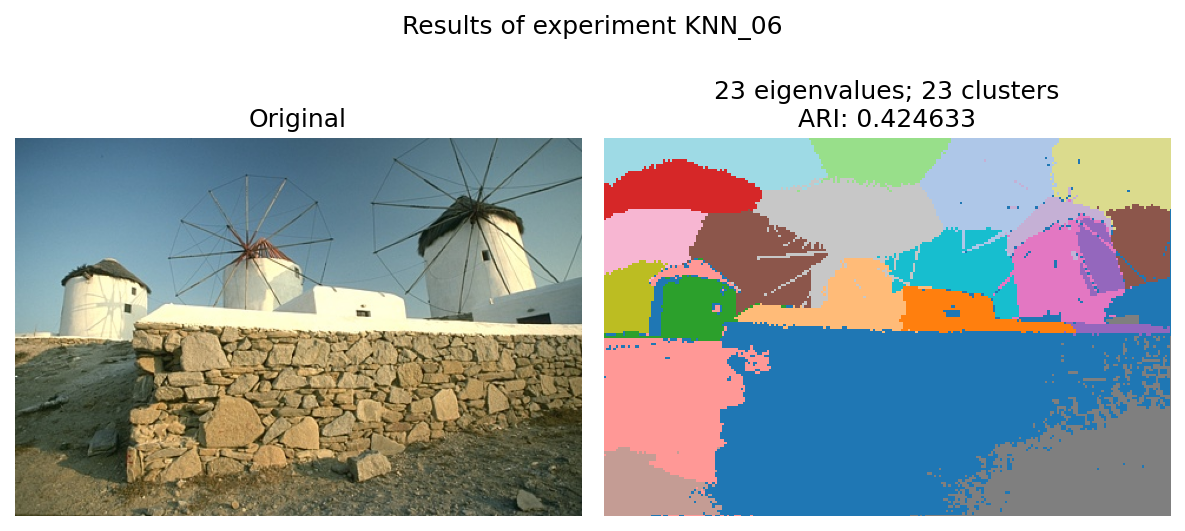 Results of experiment KNN_06
Original
23 eigenvalues; 23 clusters
ARI: 0.424633